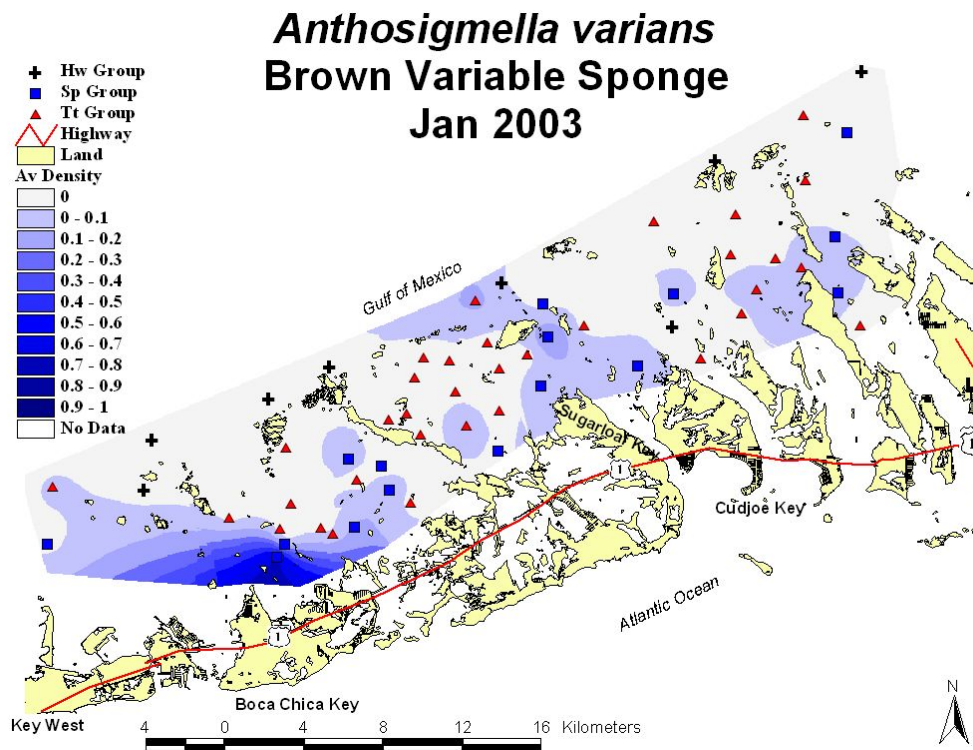 Anthosigmella varians
Brown Variable Sponge
Jan 2003
Hw Group
Sp Group
Tt Group
Highway
Land
Av Density
0
0 - 0.1
0.1 - 0.2
0.2 - 0.3
0.3 - 0.4
0.4 - 0.5
0.5 - 0.6
0.6 - 0.7
0.7 - 0.8
0.8 - 0.9
0.9 - 1
No Data
Gulf of Mexico
Sugarloaf Key
1
Cudjoe Key
Atlantic Ocean
1
Boca Chica Key
Key West
N
4 0 4 8 12 16 Kilometers